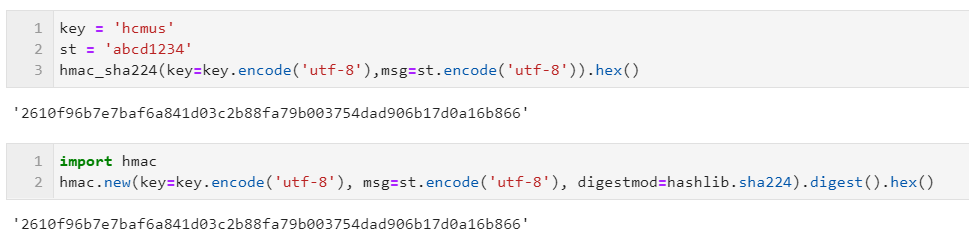 1 key = 'hcmus'
2 st = 'abcd1234'
3 hmac_sha224(key=key.encode('utf-8'),msg=st.encode('utf-8')).hex()
'2610f96b7e7baf6a841d03c2b88fa79b003754dad906b17d0a16b866'
1 import hmac
2 hmac.new(key=key.encode('utf-8'), msg=st.encode('utf-8'), digestmod=hashlib.sha224).digest().hex()
'2610f96b7e7baf6a841d03c2b88fa79b003754dad906b17d0a16b866'